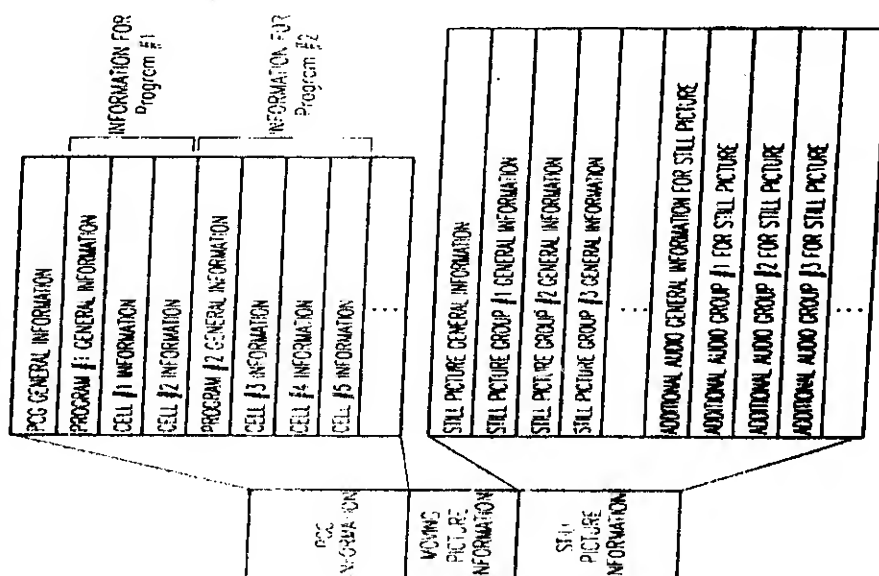 PCG GENERAL INFORMATION
PROGRAM #1 GENERAL INFORMATION
CELL #1 INFORMATION
CELL #2 INFORMATION
PROGRAM #2 GENERAL INFORMATION
CELL #3 INFORMATION
CELL #4 INFORMATION
CELL #5 INFORMATION
...
INFORMATION FOR
Program #1
INFORMATION FOR
Program #2
STILL PICTURE GENERAL INFORMATION
STILL PICTURE GROUP #1 GENERAL INFORMATION
STILL PICTURE GROUP #2 GENERAL INFORMATION
STILL PICTURE GROUP #3 GENERAL INFORMATION
...
ADDITIONAL AUDIO GENERAL INFORMATION FOR STILL PICTURE
ADDITIONAL AUDIO GROUP #1 FOR STILL PICTURE
ADDITIONAL AUDIO GROUP #2 FOR STILL PICTURE
ADDITIONAL AUDIO GROUP #3 FOR STILL PICTURE
...
INFORMATION
MOVING
PICTURE
INFORMATION
STILL
PICTURE
INFORMATION